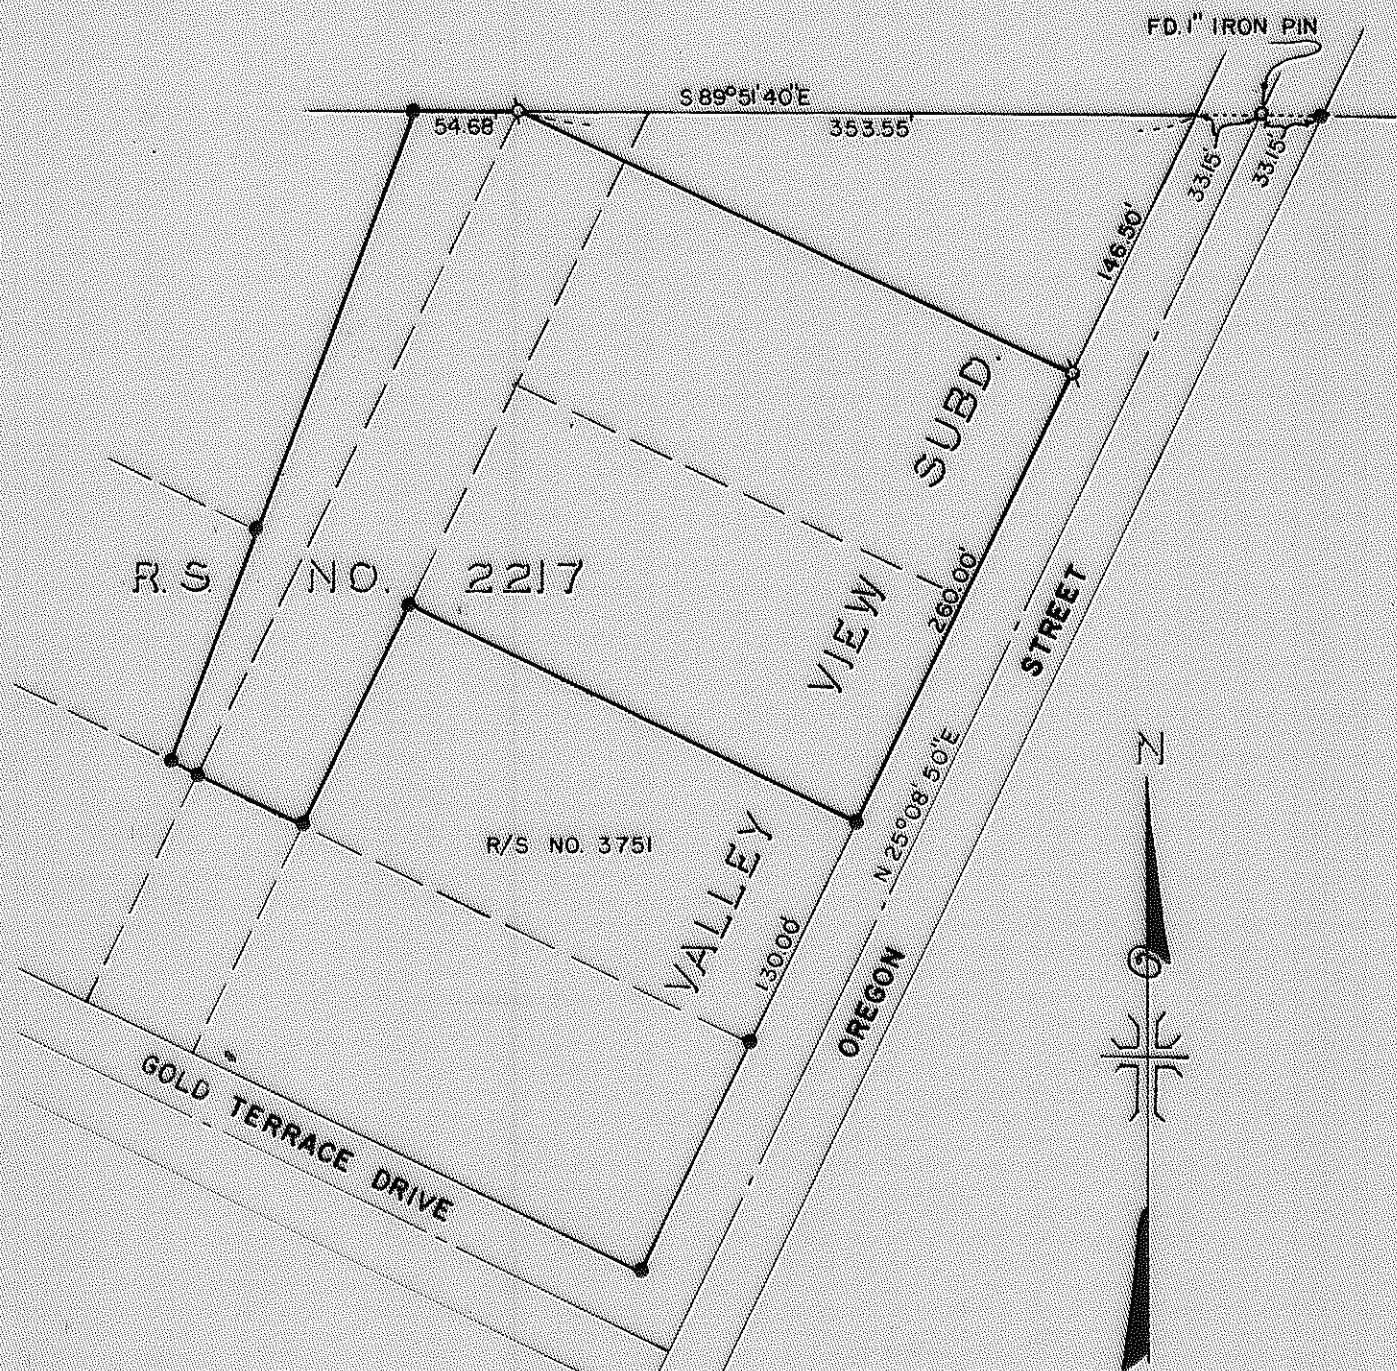 FD. 1" IRON PIN
S 89°51'40"E
54.68'
353.55'
33.15'
33.15'
146.50'
SUBD.
260.00'
VIEW
STREET
R.S. NO. 2217
N 25°08'50"E
N
R/S NO. 3751
VALLEY
130.00'
OREGON
GOLD TERRACE DRIVE